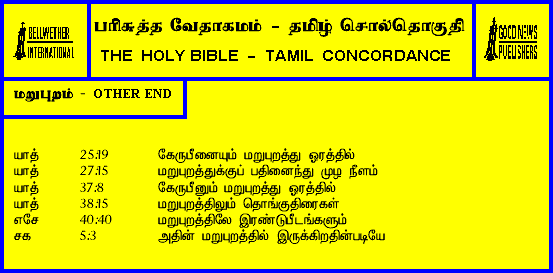 BELLWETHER
INTERNATIONAL
பரிசுத்த வேதாகமம் - தமிழ் சொல்தொகுதி
THE HOLY BIBLE - TAMIL CONCORDANCE
GOOD NEWS
PUBLISHERS
மறுபுறம் - OTHER END
யாத் 25:19 கேருபீனையும் மறுபுறத்து ஓரத்தில்
யாத் 27:15 மறுபுறத்துக்குப் பதினைந்து முழ நீளம்
யாத் 37:8 கேருபீனும் மறுபுறத்து ஓரத்தில்
யாத் 38:15 மறுபுறத்திலும் தொங்குதிரைகள்
எசே 40:40 மறுபுறத்திலே இரண்டுபீடங்களும்
சக 5:3 அதின் மறுபுறத்தில் இருக்கிறதின்படியே